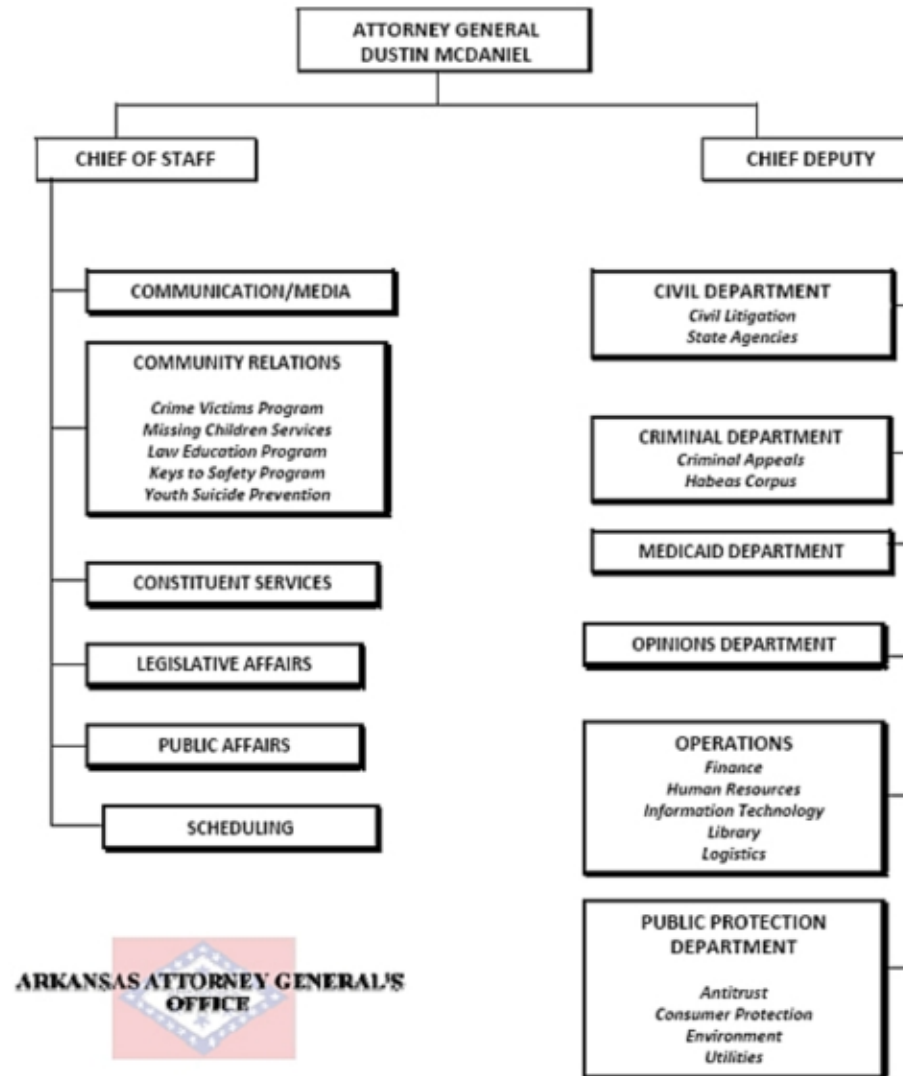 ATTORNEY GENERAL
DUSTIN MCDANIEL
CHIEF OF STAFF
CHIEF DEPUTY
COMMUNICATION/MEDIA
COMMUNITY RELATIONS
Crime Victims Program
Missing Children Services
Law Education Program
Keys to Safety Program
Youth Suicide Prevention
CONSTITUENT SERVICES
LEGISLATIVE AFFAIRS
PUBLIC AFFAIRS
SCHEDULING
CIVIL DEPARTMENT
Civil Litigation
State Agencies
CRIMINAL DEPARTMENT
Criminal Appeals
Habeas Corpus
MEDICAID DEPARTMENT
OPINIONS DEPARTMENT
OPERATIONS
Finance
Human Resources
Information Technology
Library
Logistics
PUBLIC PROTECTION
DEPARTMENT
Antitrust
Consumer Protection
Environment
Utilities
ARKANSAS ATTORNEY GENERAL'S
OFFICE